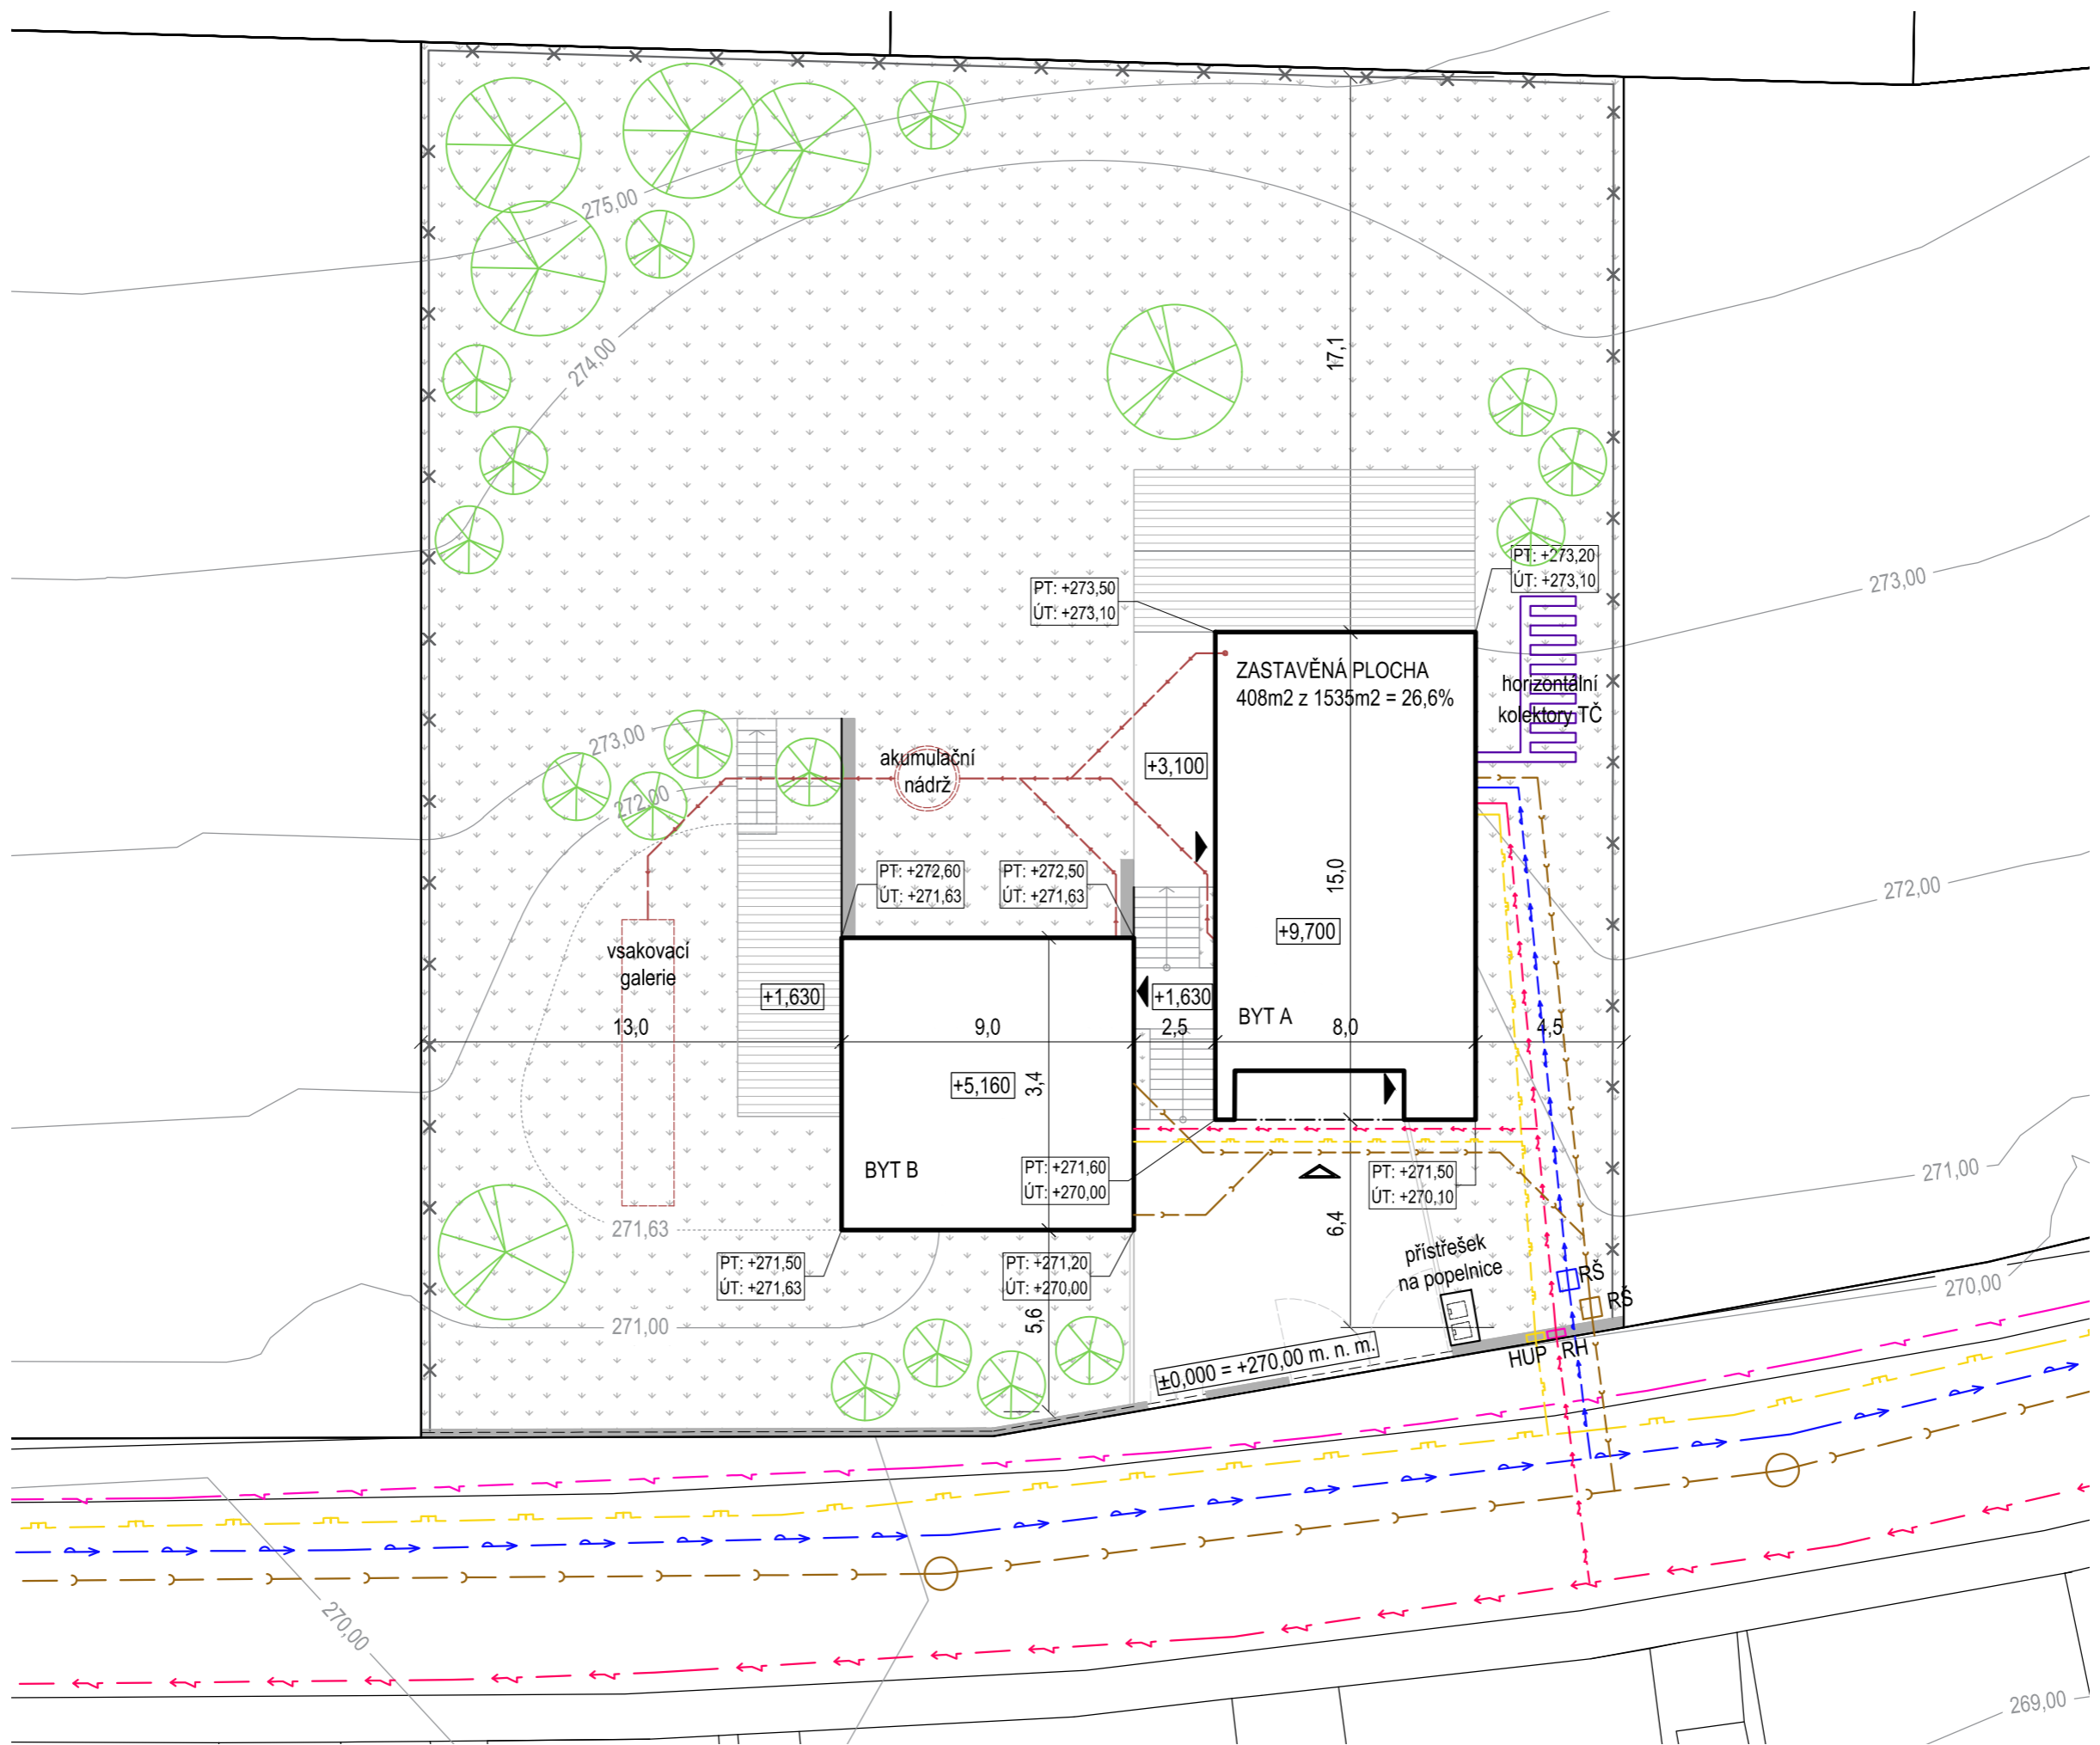 275,00
274,00
17,1
PT: +273,20
ÚT: +273,10
273,00
PT: +273,50
ÚT: +273,10
ZASTAVĚNÁ PLOCHA
408m2 z 1535m2 = 26,6%
horizontální
kolektory TČ
273,00
akumulační
nádrž
+3,100
272,00
PT: +272,60
ÚT: +271,63
PT: +272,50
ÚT: +271,63
15,0
272,00
+9,700
vsakovací
galerie
+1,630
+1,630
BYT A
13,0
9,0
2,5
8,0
4,5
+5,160
3,4
BYT B
PT: +271,60
ÚT: +270,00
PT: +271,50
ÚT: +270,10
271,00
271,63
6,4
PT: +271,50
ÚT: +271,63
PT: +271,20
ÚT: +270,00
přístřešek
na popelnice
RŠ
RŠ
270,00
271,00
5,6
±0,000 = +270,00 m. n. m.
HUP
RH
270,00
269,00